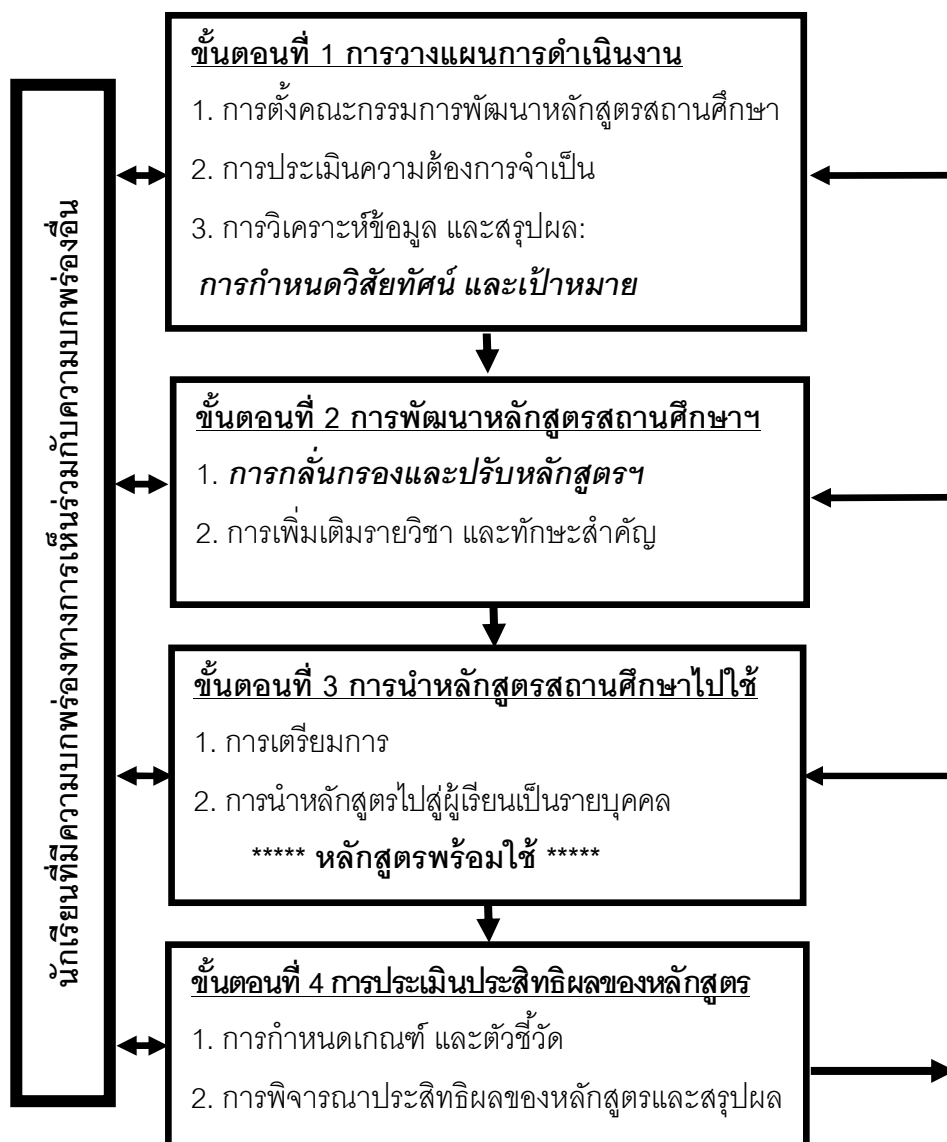 ขั้นตอนที่ 1 การวางแผนการดำเนินงาน
1. การตั้งคณะกรรมการพัฒนาหลักสูตรสถานศึกษา
2. การประเมินความต้องการจำเป็น
3. การวิเคราะห์ข้อมูล และสรุปผล:
การกำหนดวิสัยทัศน์ และเป้าหมาย
นักเรียนที่มีความบกพร่องทางการเห็นร่วมกับความบกพร่องอื่น
ขั้นตอนที่ 2 การพัฒนาหลักสูตรสถานศึกษาฯ
1. การกลั่นกรองและปรับหลักสูตรฯ
2. การเพิ่มเติมรายวิชา และทักษะสำคัญ
ขั้นตอนที่ 3 การนำหลักสูตรสถานศึกษาไปใช้
1. การเตรียมการ
2. การนำหลักสูตรไปสู่ผู้เรียนเป็นรายบุคคล
***** หลักสูตรพร้อมใช้ *****
ขั้นตอนที่ 4 การประเมินประสิทธิผลของหลักสูตร
1. การกำหนดเกณฑ์ และตัวชี้วัด
2. การพิจารณาประสิทธิผลของหลักสูตรและสรุปผล